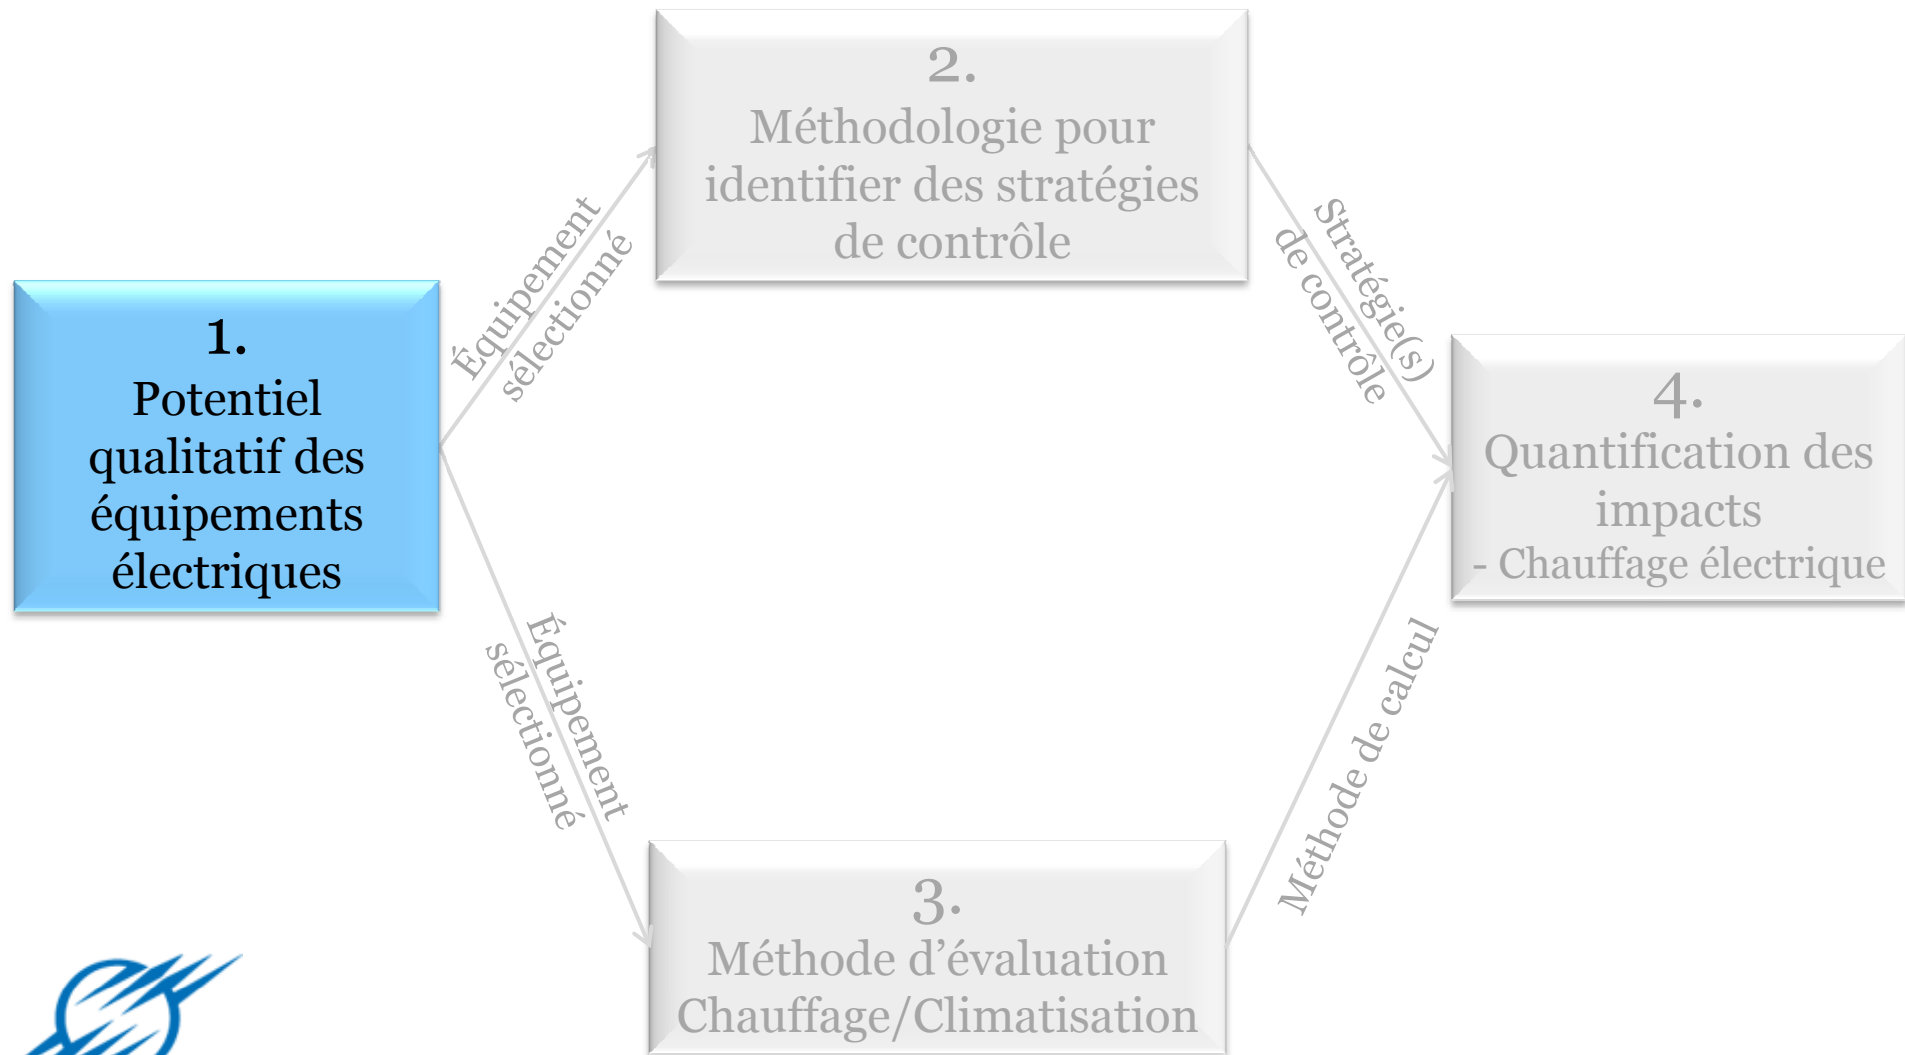 1.
Potentiel
qualitatif des
équipements
électriques
Équipement
sélectionné
2.
Méthodologie pour
identifier des stratégies
de contrôle
Stratégie(s)
de contrôle
Équipement
sélectionné
3.
Méthode d’évaluation
Chauffage/Climatisation
Méthode de calcul
4.
Quantification des
impacts
- Chauffage électrique